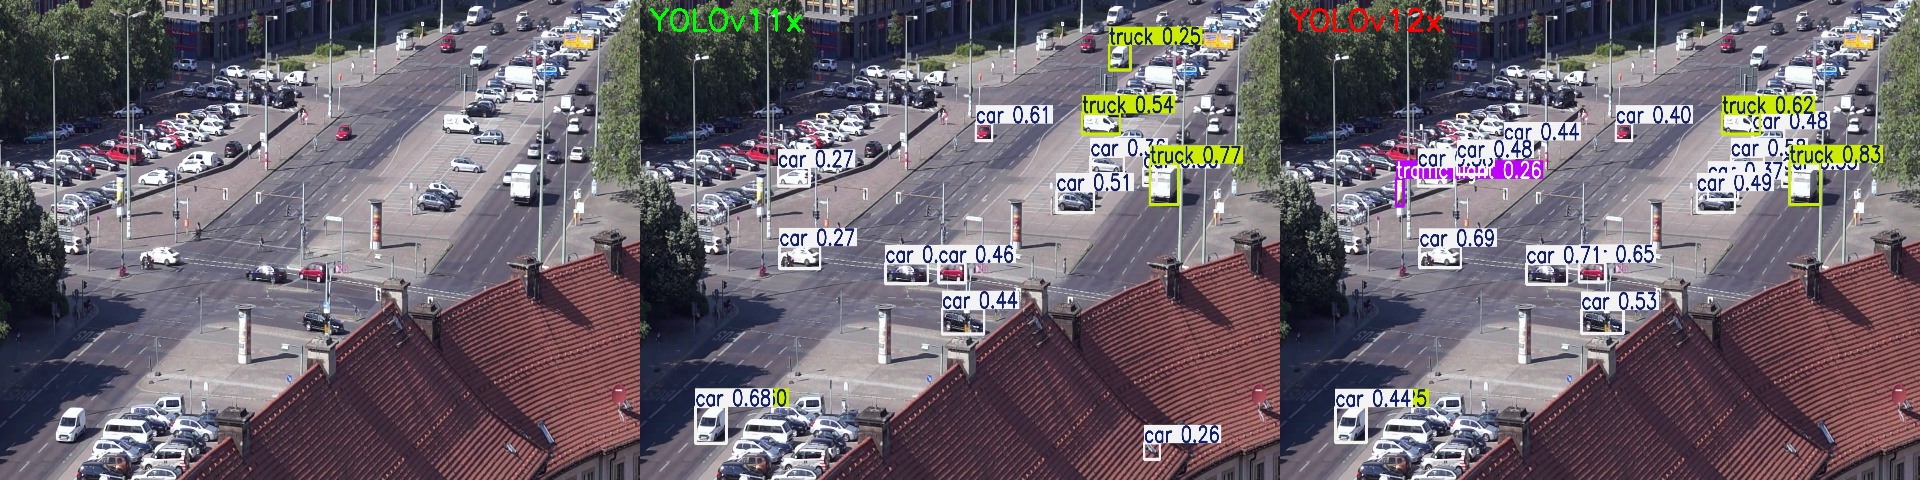 YOLOv11x
truck 0.25
truck 0.54
car 0.61
car 0.27
truck 0.77
car 0.51
car 0.27
car 0.46
car 0.44
car 0.68
car 0.26
YOLOv12x
truck 0.62
car 0.40
0.48
car 0.44
car 0.48
truck 0.83
0.26
car 0.49
car 0.69
car 0.71
0.65
car 0.53
car 0.44